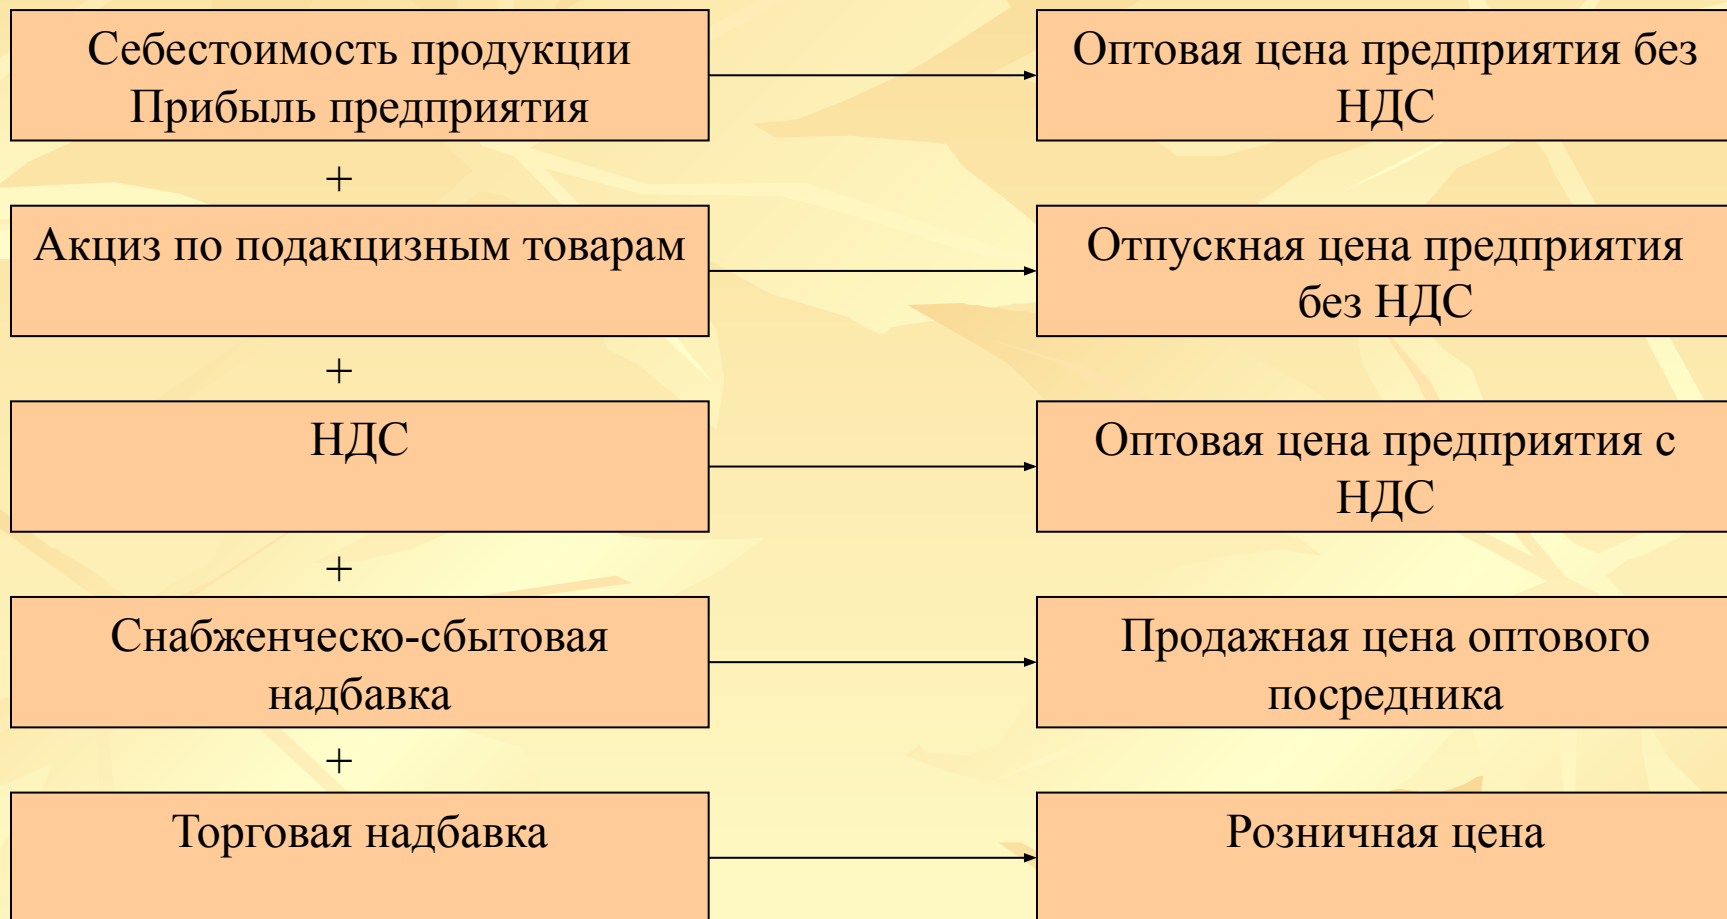 Себестоимость продукции
Прибыль предприятия
Оптовая цена предприятия без
НДС
+
Акциз по подакцизным товарам
Отпускная цена предприятия
без НДС
+
НДС
Оптовая цена предприятия с
НДС
+
Снабженческо-сбытовая
надбавка
Продажная цена оптового
посредника
+
Торговая надбавка
Розничная цена